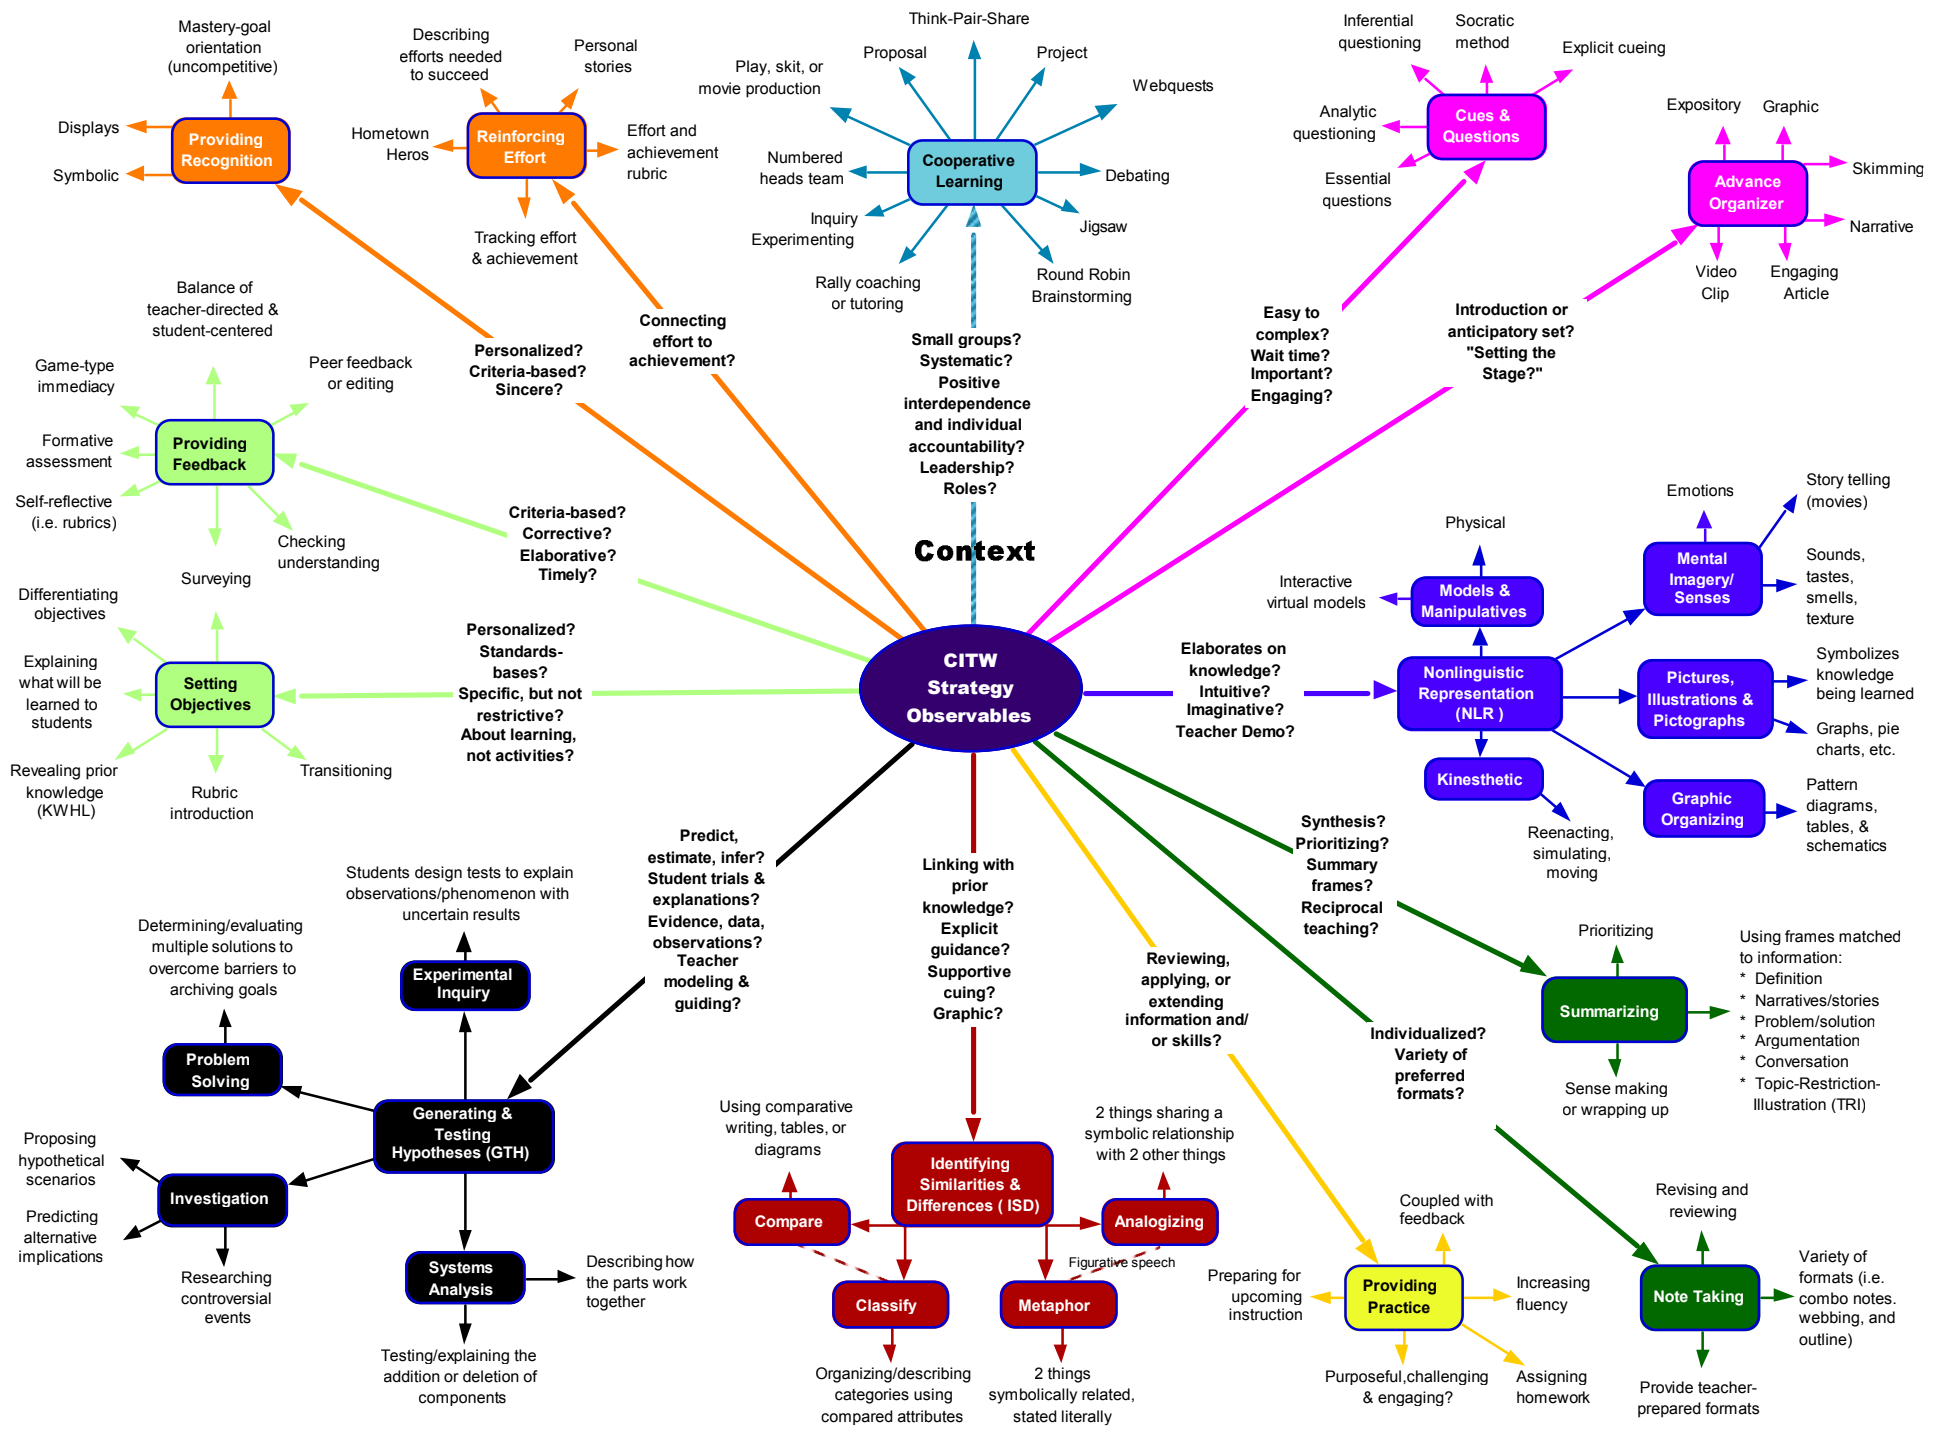 Mastery-goal
orientation
(uncompetitive)
Displays
Symbolic
Providing
Recognition
Describing
efforts needed
to succeed
Personal
stories
Hometown
Heros
Reinforcing
Effort
Effort and
achievement
rubric
Tracking effort
& achievement
Think-Pair-Share
Proposal
Project
Play, skit, or
movie production
Webquests
Numbered
heads team
Cooperative
Learning
Debating
Inquiry
Experimenting
Jigsaw
Rally coaching
or tutoring
Round Robin
Brainstorming
Inferential
questioning
Socratic
method
Explicit cueing
Analytic
questioning
Cues &
Questions
Essential
questions
Expository
Graphic
Advance
Organizer
Skimming
Narrative
Video
Clip
Engaging
Article
Personalized?
Criteria-based?
Sincere?
Connecting
effort to
achievement?
Small groups?
Systematic?
Positive
interdependence
and individual
accountability?
Leadership?
Roles?
Easy to
complex?
Wait time?
Important?
Engaging?
Introduction or
anticipatory set?
"Setting the
Stage?"
Balance of
teacher-directed &
student-centered
Game-type
immediacy
Peer feedback
or editing
Formative
assessment
Providing
Feedback
Self-reflective
(i.e. rubrics)
Checking
understanding
Surveying
Criteria-based?
Corrective?
Elaborative?
Timely?
Context
Differentiating
objectives
Explaining
what will be
learned to
students
Setting
Objectives
Revealing prior
knowledge
(KWHL)
Rubric
introduction
Transitioning
Personalized?
Standards-
bases?
Specific, but not
restrictive?
About learning,
not activities?
CITW
Strategy
Observables
Elaborates on
knowledge?
Intuitive?
Imaginative?
Teacher Demo?
Physical
Interactive
virtual models
Models &
Manipulatives
Nonlinguistic
Representation
(NLR )
Kinesthetic
Reenacting,
simulating,
moving
Emotions
Story telling
(movies)
Mental
Imagery/
Senses
Sounds,
tastes,
smells,
texture
Pictures,
Illustrations &
Pictographs
Symbolizes
knowledge
being learned
Graphs, pie
charts, etc.
Graphic
Organizing
Pattern
diagrams,
tables, &
schematics
Predict,
estimate, infer?
Student trials &
explanations?
Evidence, data,
observations?
Teacher
modeling &
guiding?
Linking with
prior
knowledge?
Explicit
guidance?
Supportive
cuing?
Graphic?
Reviewing,
applying, or
extending
information and/
or skills?
Synthesis?
Prioritizing?
Summary
frames?
Reciprocal
teaching?
Individualized?
Variety of
preferred
formats?
Students design tests to explain
observations/phenomenon with
uncertain results
Determining/evaluating
multiple solutions to
overcome barriers to
archiving goals
Experimental
Inquiry
Problem
Solving
Generating &
Testing
Hypotheses (GTH)
Proposing
hypothetical
scenarios
Investigation
Predicting
alternative
implications
Researching
controversial
events
Systems
Analysis
Describing how
the parts work
together
Testing/explaining the
addition or deletion of
components
Using comparative
writing, tables, or
diagrams
2 things sharing a
symbolic relationship
with 2 other things
Identifying
Similarities &
Differences ( ISD)
Compare
Analogizing
Figurative speech
Classify
Metaphor
Organizing/describing
categories using
compared attributes
2 things
symbolically related,
stated literally
Coupled with
feedback
Preparing for
upcoming
instruction
Providing
Practice
Increasing
fluency
Purposeful,challenging
& engaging?
Assigning
homework
Prioritizing
Summarizing
Sense making
or wrapping up
Using frames matched
to information:
* Definition
* Narratives/stories
* Problem/solution
* Argumentation
* Conversation
* Topic-Restriction-
Illustration (TRI)
Revising and
reviewing
Note Taking
Variety of
formats (i.e.
combo notes.
webbing, and
outline)
Provide teacher-
prepared formats